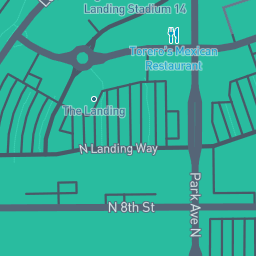 Landing Stadium 14
Torero's Mexican
Restaurant
The Landing
N Landing Way
Park Ave N
N 8th St